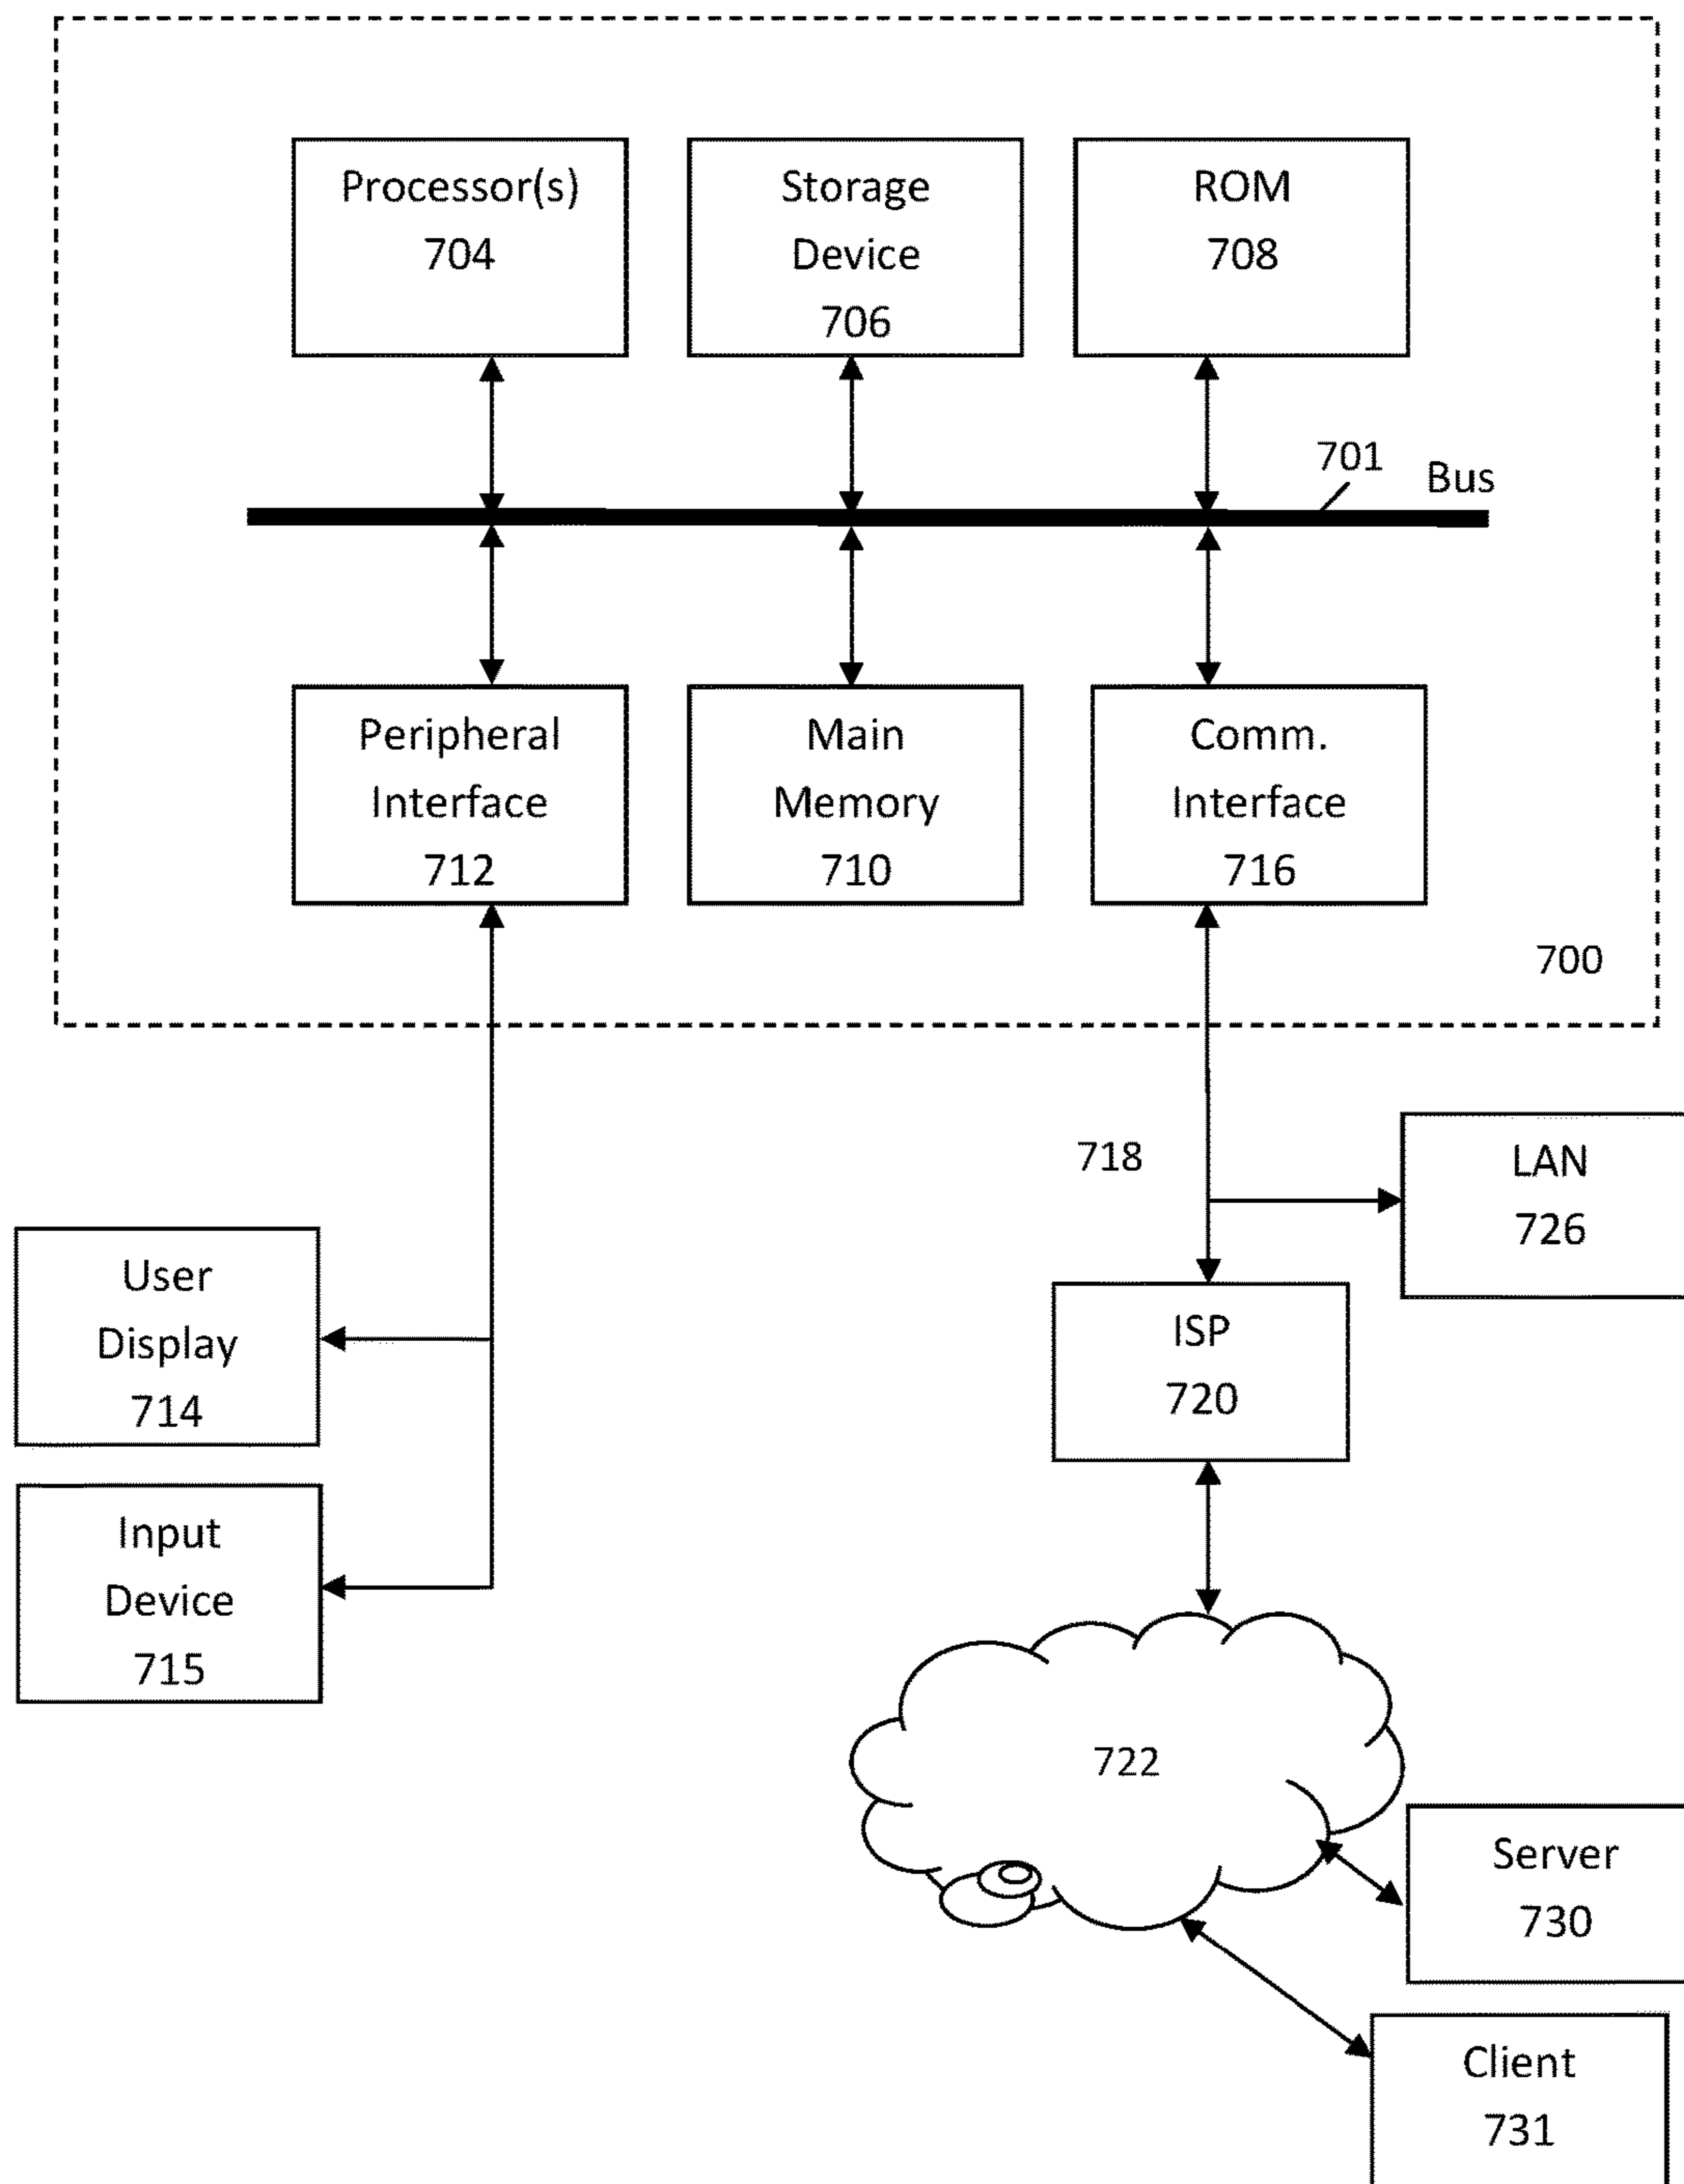 Processor(s)
704
Storage
Device
706
ROM
708
701
Bus
Peripheral
Interface
712
Main
Memory
710
Comm.
Interface
716
700
718
LAN
726
User
Display
714
ISP
720
Input
Device
715
722
Server
730
Client
731